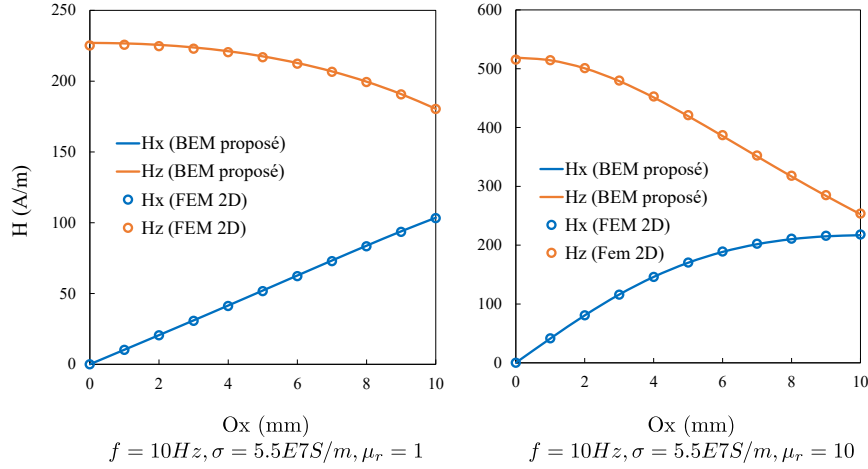 250
200
150
100
50
0
H (A/m)
Hx (BEM proposé)
Hz (BEM proposé)
Hx (FEM 2D)
Hz (FEM 2D)
0 2 4 6 8 10
Ox (mm)
f = 10Hz, σ = 5.5E7S/m, μr = 1
600
500
400
300
200
100
0
Hx (BEM proposé)
Hz (BEM proposé)
Hx (FEM 2D)
Hz (Fem 2D)
0 2 4 6 8 10
Ox (mm)
f = 10Hz, σ = 5.5E7S/m, μr = 10